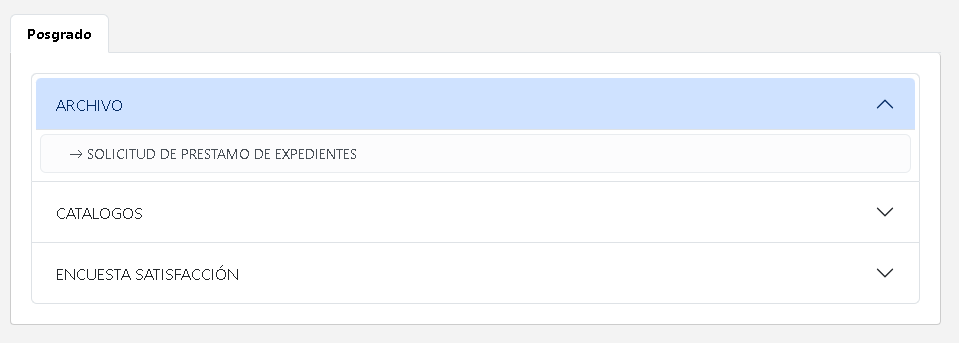 Posgrado
ARCHIVO
→ SOLICITUD DE PRESTAMO DE EXPEDIENTES
CATALOGOS
ENCUESTA SATISFACCIÓN